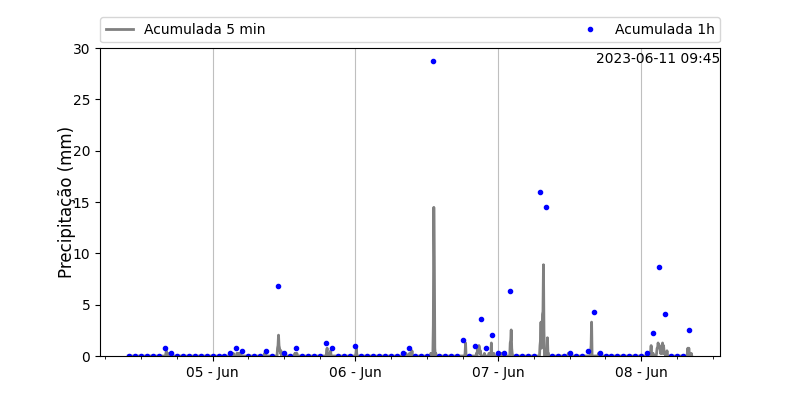 Acumulada 5 min
Acumulada 1h
2023-06-11 09:45
Precipitação (mm)
30
25
20
15
10
5
0
05 - Jun
06 - Jun
07 - Jun
08 - Jun